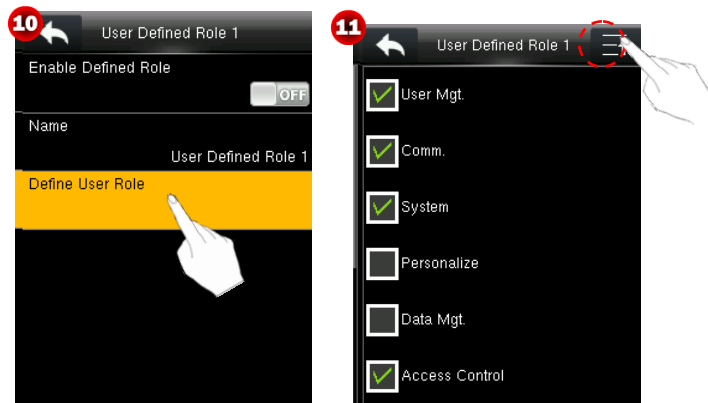 10
User Defined Role 1
Enable Defined Role
OFF
Name
User Defined Role 1
Define User Role
11
User Defined Role 1
User Mgt.
Comm.
System
Personalize
Data Mgt.
Access Control